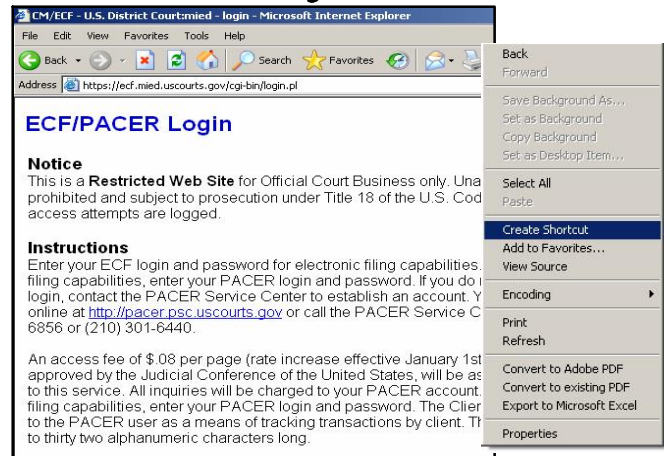 CM/ECF - U.S. District Court:mied - login - Microsoft Internet Explorer
File Edit View Favorites Tools Help
Back Search Favorites
Address https://ecf.mied.uscourts.gov/cgi-bin/login.pl
ECF/PACER Login
Notice
This is a Restricted Web Site for Official Court Business only. Una
prohibited and subject to prosecution under Title 18 of the U.S. Cod
access attempts are logged.
Instructions
Enter your ECF login and password for electronic filing capabilities.
filing capabilities, enter your PACER login and password. If you do
login, contact the PACER Service Center to establish an account. Y
online at http://pacer.psc.uscourts.gov or call the PACER Service C
6856 or (210) 301-6440.
An access fee of $.08 per page (rate increase effective January 1st
approved by the Judicial Conference of the United States, will be as
to this service. All inquiries will be charged to your PACER account.
filing capabilities, enter your PACER login and password. The Clier
to the PACER user as a means of tracking transactions by client. Th
to thirty two alphanumeric characters long.
Back
Forward
Save Background As...
Set as Background
Copy Background
Set as Desktop Item...
Select All
Paste
Create Shortcut
Add to Favorites...
View Source
Encoding
Print
Refresh
Convert to Adobe PDF
Convert to existing PDF
Export to Microsoft Excel
Properties